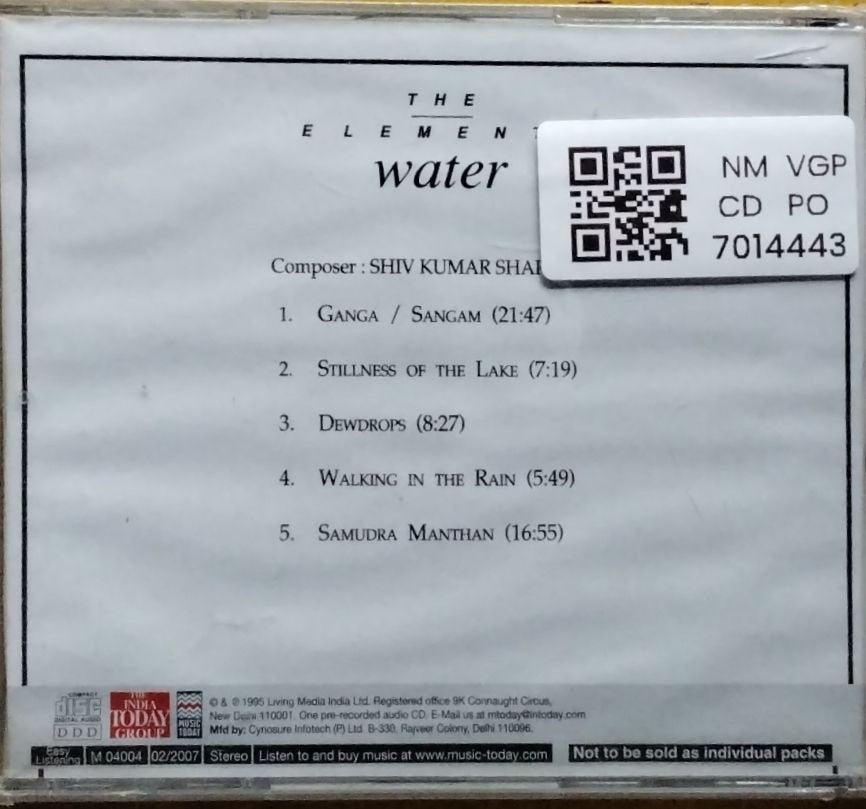 THE
ELEMENT
water
NM VGP
CD PO
7014443
Composer : SHIV KUMAR SHA
1. GANGA / SANGAM (21:47)
2. STILLNESS OF THE LAKE (7:19)
3. DEWDROPS (8:27)
4. WALKING IN THE RAIN (5:49)
5. SAMUDRA MANTHAN (16:55)
COMPACT
disc
DIGITAL AUDIO
DDD
THE
INDIA
TODAY
GROUP
MUSIC
TODAY
© & ℗ 1995 Living Media India Ltd. Registered office 9K Connaught Circus,
New Delhi 110001. One pre-recorded audio CD. E-Mail us at mtoday@intoday.com
Mfd by: Cynosure Infotech (P) Ltd. B-339, Rajveer Colony, Delhi 110096.
Easy
Listening
M 04004 02/2007 Stereo Listen to and buy music at www.music-today.com Not to be sold as individual packs